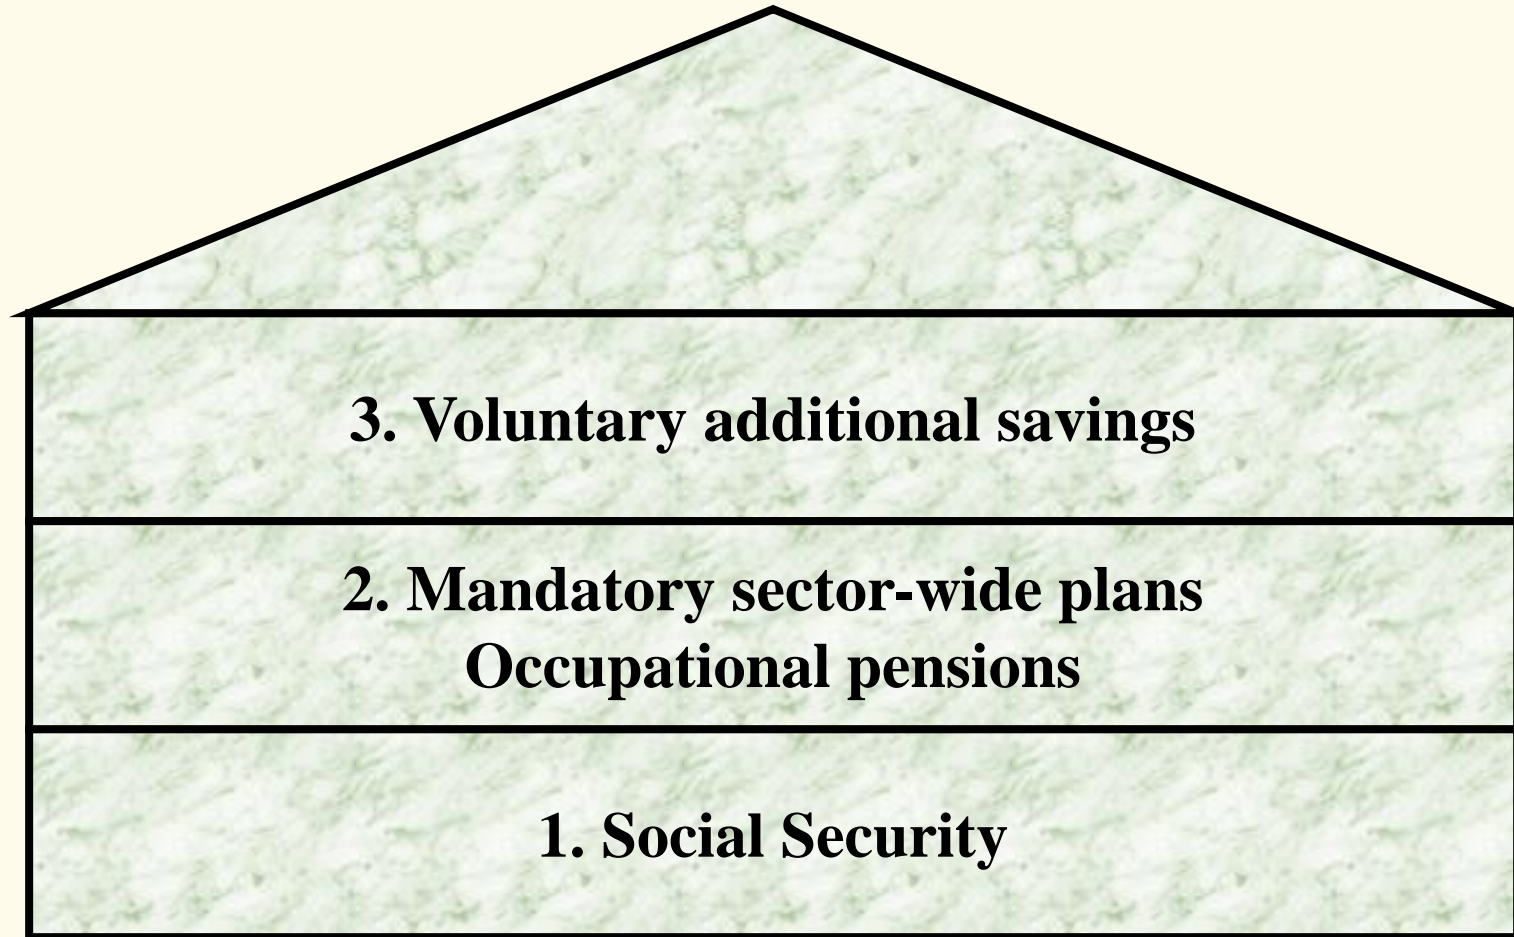 3. Voluntary additional savings
2. Mandatory sector-wide plans
Occupational pensions
1. Social Security